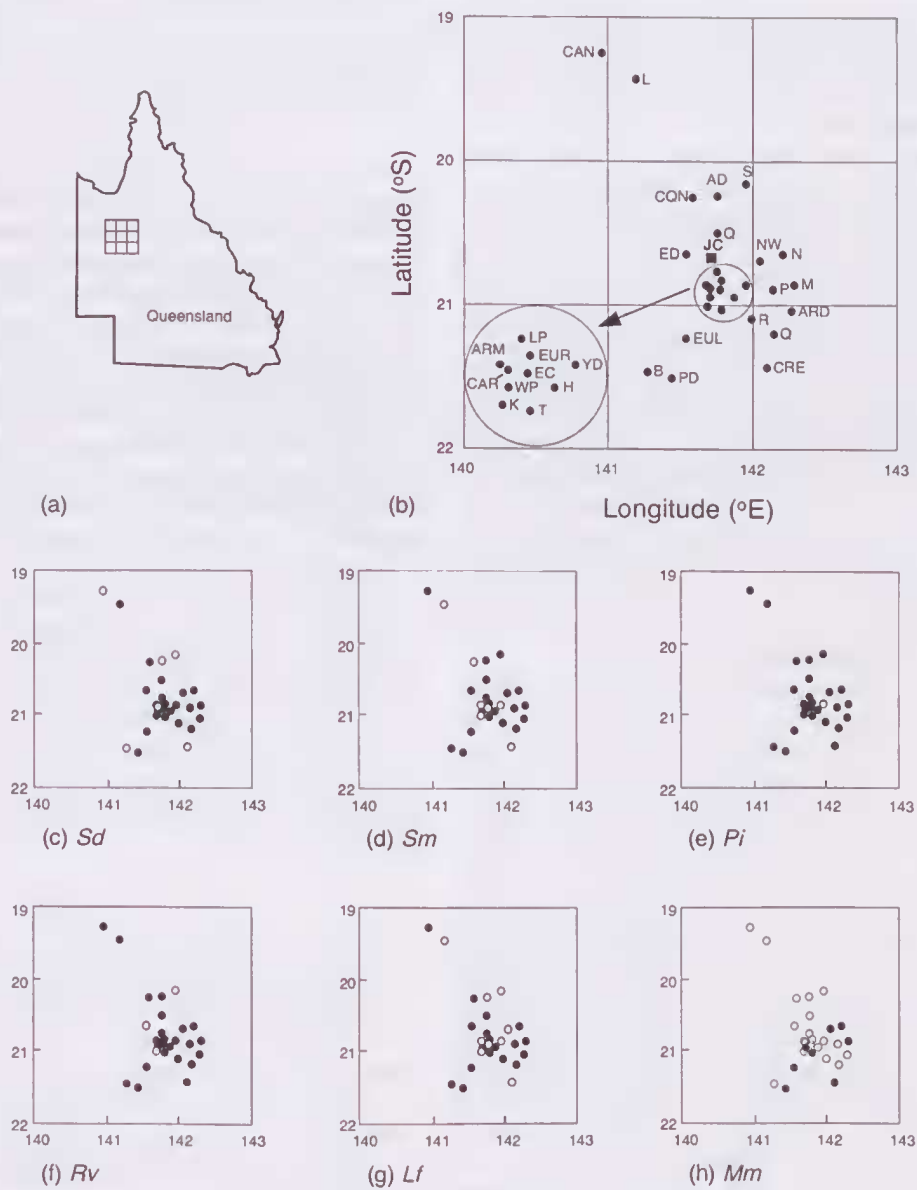 Queensland
(a)
19
20
21
22
Latitude (°S)
140
141
142
143
Longitude (°E)
(b)
CAN
L
S
AD
CQN
Q
JC
ED
NW
N
M
P
ARD
R
Q
EUL
CRE
B
PD
LP
ARM
EUR
YD
CAR
EC
WP
H
K
T
19
20
21
22
140 141 142 143
(c) Sd
19
20
21
22
140 141 142 143
(d) Sm
19
20
21
22
140 141 142 143
(e) Pi
19
20
21
22
140 141 142 143
(f) Rv
19
20
21
22
140 141 142 143
(g) Lf
19
20
21
22
140 141 142 143
(h) Mm